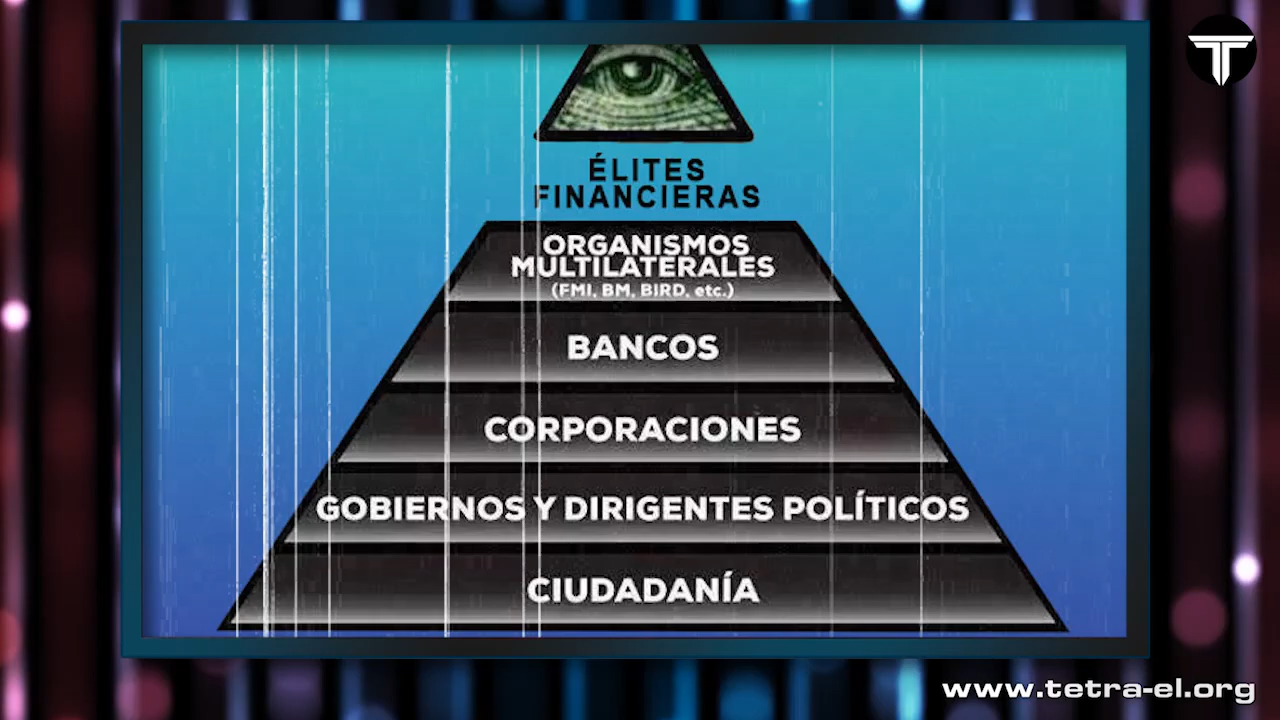 ÉLITES
FINANCIERAS
ORGANISMOS
MULTILATERALES
(FMI, BM, BIRD, etc.)
BANCOS
CORPORACIONES
GOBIERNOS Y DIRIGENTES POLÍTICOS
CIUDADANÍA
www.tetra-el.org